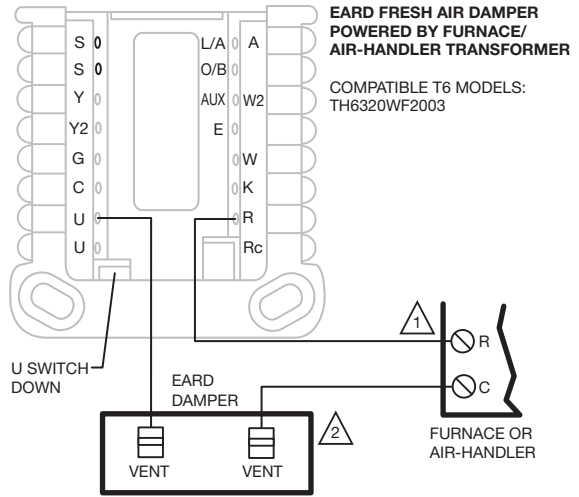 EARD FRESH AIR DAMPER
POWERED BY FURNACE/
AIR-HANDLER TRANSFORMER
COMPATIBLE T6 MODELS:
TH6320WF2003
S L/A A
S O/B
Y AUX W2
Y2 E
G W
C K
U R
U Rc
U SWITCH
DOWN
EARD
DAMPER
1
R
C
2
VENT VENT
FURNACE OR
AIR-HANDLER